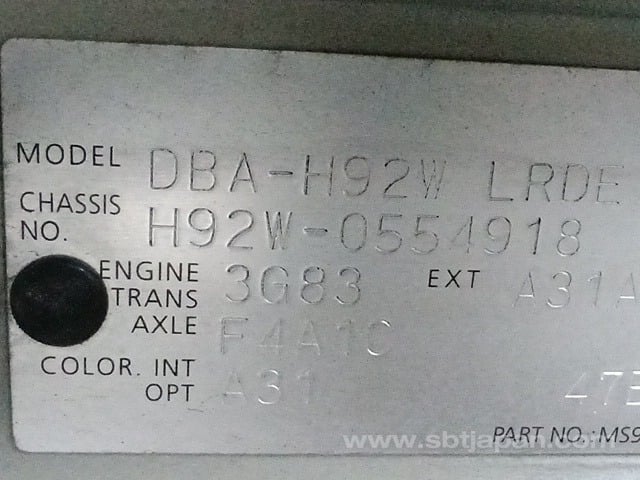 MODEL DBA-H92W LRDE
CHASSIS NO. H92W-0554918
ENGINE 3G83 EXT A31A
TRANS AXLE F4A1C
COLOR. INT A31
OPT 47
PART NO.: MS9
www.sbtjapan.com